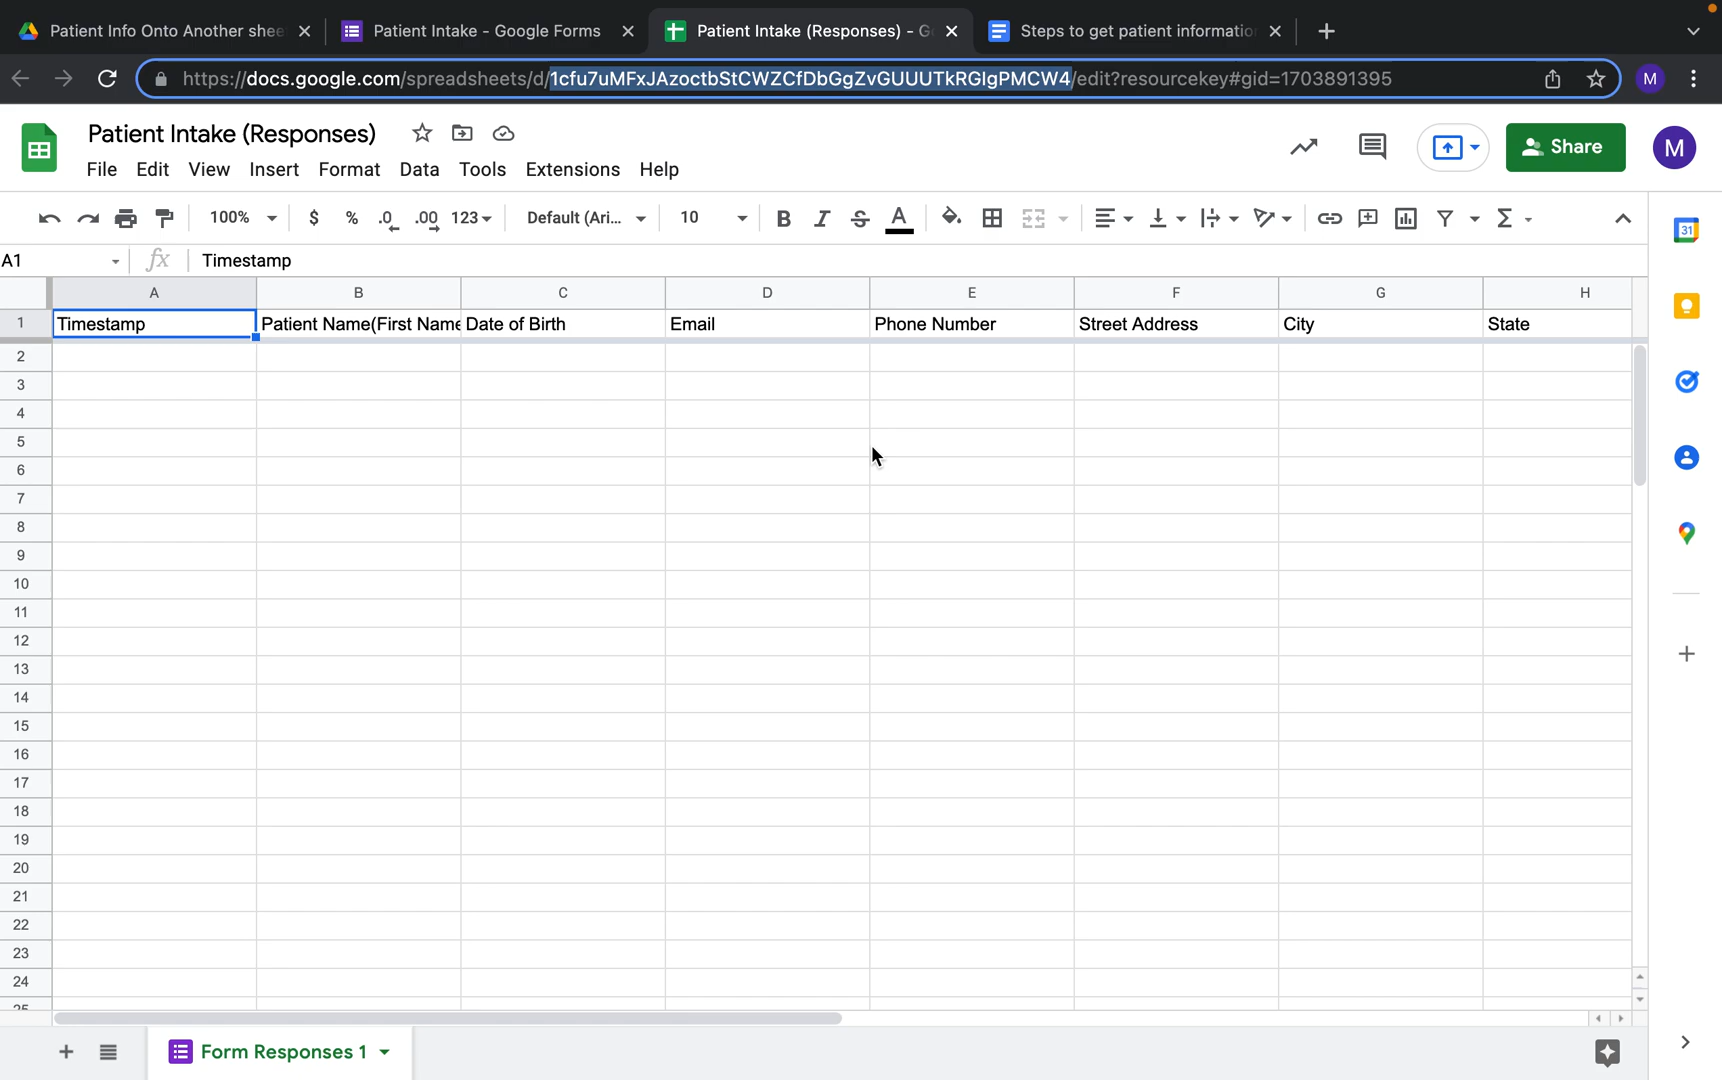 Patient Info Onto Another shee
Patient Intake - Google Forms
Patient Intake (Responses) - G
Steps to get patient informatio
https://docs.google.com/spreadsheets/d/1cfu7uMFxJAzoctbStCWZCfDbGgZvGUUUTkRGIgPMCW4/edit?resourcekey#gid=1703891395
M
Patient Intake (Responses)
File Edit View Insert Format Data Tools Extensions Help
Share
M
100% $ % .0 .00 123 Default (Ari... 10 B I S A
31
A1 fx Timestamp
A B C D E F G H
1 Timestamp Patient Name(First Name Date of Birth Email Phone Number Street Address City State
2
3
4
5
6
7
8
9
10
11
12
13
14
15
16
17
18
19
20
21
22
23
24
25
Form Responses 1